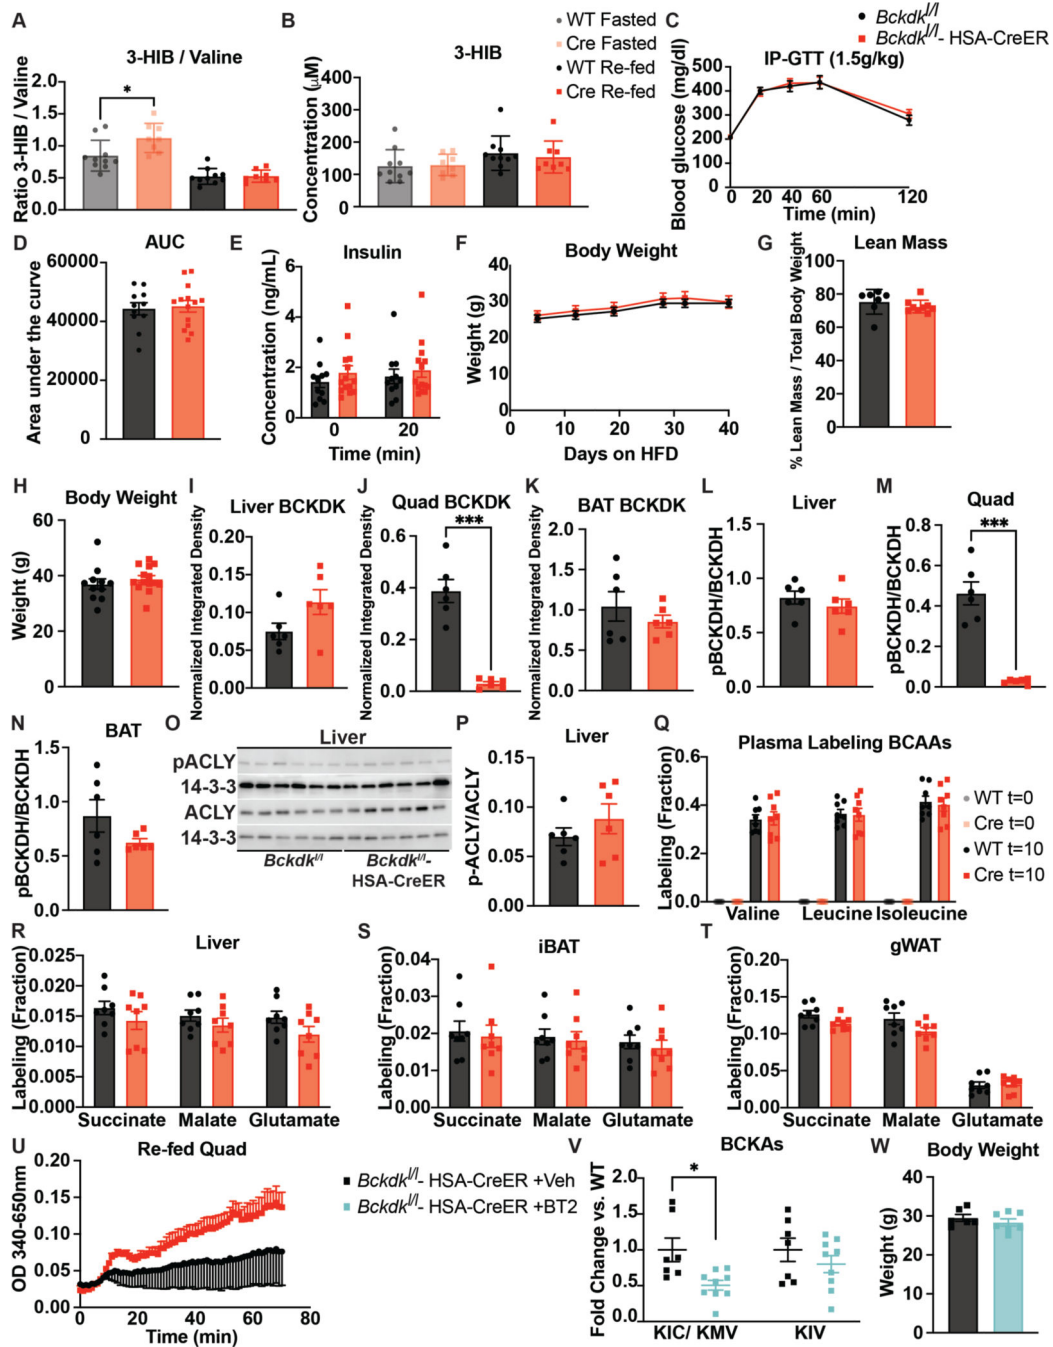 A
3-HIB / Valine
Ratio 3-HIB / Valine
2.0
1.5
1.0
0.5
0.0
*
B
3-HIB
Concentration (μM)
400
300
200
100
0
WT Fasted
Cre Fasted
WT Re-fed
Cre Re-fed
C
Bckdk^l/l
Bckdk^l/l- HSA-CreER
IP-GTT (1.5g/kg)
Blood glucose (mg/dl)
500
400
300
200
100
0
0 20 40 60 120
Time (min)
D
AUC
Area under the curve
60000
40000
20000
0
E
Insulin
Concentration (ng/mL)
6
4
2
0
0 20
Time (min)
F
Body Weight
Weight (g)
40
30
20
10
0
0 10 20 30 40
Days on HFD
G
Lean Mass
% Lean Mass / Total Body Weight
100
80
60
40
20
0
H
Body Weight
Weight (g)
60
40
20
0
I
Liver BCKDK
Normalized Integrated Density
0.20
0.15
0.10
0.05
0.00
J
Quad BCKDK
Normalized Integrated Density
0.6
0.4
0.2
0.0
***
K
BAT BCKDK
Normalized Integrated Density
2.0
1.5
1.0
0.5
0.0
L
Liver
pBCKDH/BCKDH
1.5
1.0
0.5
0.0
M
Quad
pBCKDH/BCKDH
0.8
0.6
0.4
0.2
0.0
***
N
BAT
pBCKDH/BCKDH
1.5
1.0
0.5
0.0
O
Liver
pACLY
14-3-3
ACLY
14-3-3
Bckdk^l/l Bckdk^l/l-
HSA-CreER
P
Liver
p-ACLY/ACLY
0.15
0.10
0.05
0.00
Q
Plasma Labeling BCAAs
Labeling (Fraction)
0.6
0.4
0.2
0.0
Valine Leucine Isoleucine
WT t=0
Cre t=0
WT t=10
Cre t=10
R
Liver
Labeling (Fraction)
0.025
0.020
0.015
0.010
0.005
0.000
Succinate Malate Glutamate
S
iBAT
Labeling (Fraction)
0.04
0.03
0.02
0.01
0.00
Succinate Malate Glutamate
T
gWAT
Labeling (Fraction)
0.20
0.15
0.10
0.05
0.00
Succinate Malate Glutamate
U
Re-fed Quad
OD 340-650nm
0.20
0.15
0.10
0.05
0.00
0 20 40 60 80
Time (min)
Bckdk^l/l- HSA-CreER +Veh
Bckdk^l/l- HSA-CreER +BT2
V
BCKAs
Fold Change vs. WT
2.0
1.5
1.0
0.5
0.0
*
KIC/ KMV KIV
W
Body Weight
Weight (g)
40
30
20
10
0